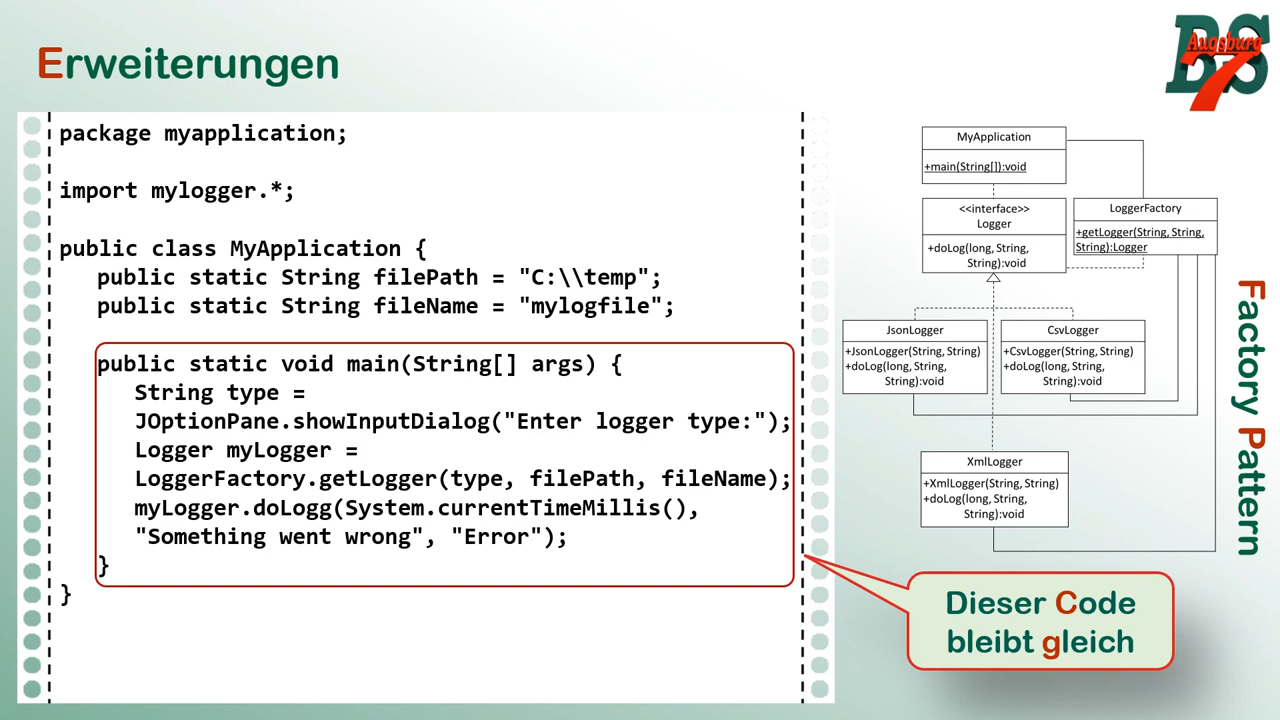 Erweiterungen
BS
Augsburg
7
package myapplication;
import mylogger.*;
public class MyApplication {
public static String filePath = "C:\\temp";
public static String fileName = "mylogfile";
public static void main(String[] args) {
String type =
JOptionPane.showInputDialog("Enter logger type:");
Logger myLogger =
LoggerFactory.getLogger(type, filePath, fileName);
myLogger.doLogg(System.currentTimeMillis(),
"Something went wrong", "Error");
}
}
MyApplication
+main(String[]):void
<<interface>>
Logger
+doLog(long, String,
String):void
LoggerFactory
+getLogger(String, String,
String):Logger
JsonLogger
+JsonLogger(String, String)
+doLog(long, String,
String):void
CsvLogger
+CsvLogger(String, String)
+doLog(long, String,
String):void
XmlLogger
+XmlLogger(String, String)
+doLog(long, String,
String):void
Factory Pattern
Dieser Code
bleibt gleich